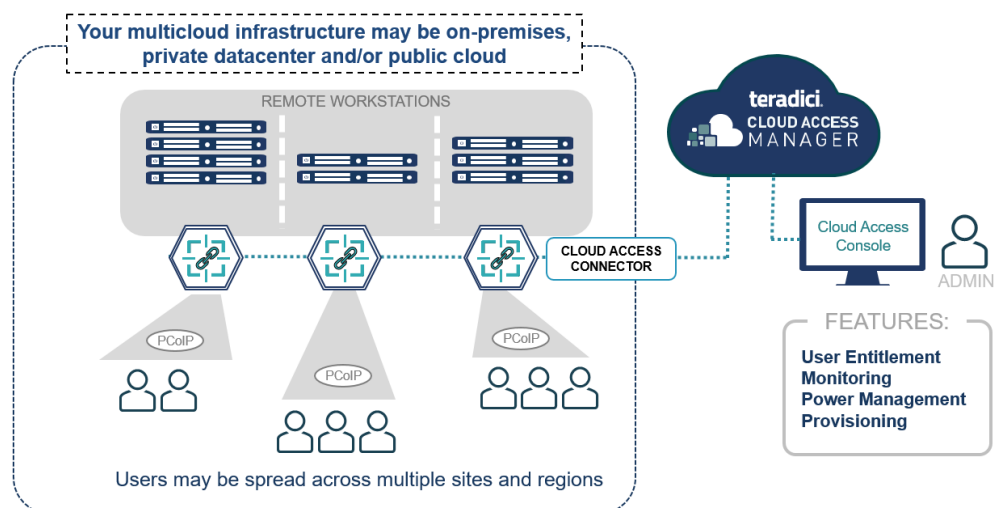 Your multicloud infrastructure may be on-premises,
private datacenter and/or public cloud
REMOTE WORKSTATIONS
teradici.
CLOUD ACCESS
MANAGER
CLOUD ACCESS
CONNECTOR
Cloud Access
Console
ADMIN
PCoIP
PCoIP
PCoIP
FEATURES:
User Entitlement
Monitoring
Power Management
Provisioning
Users may be spread across multiple sites and regions